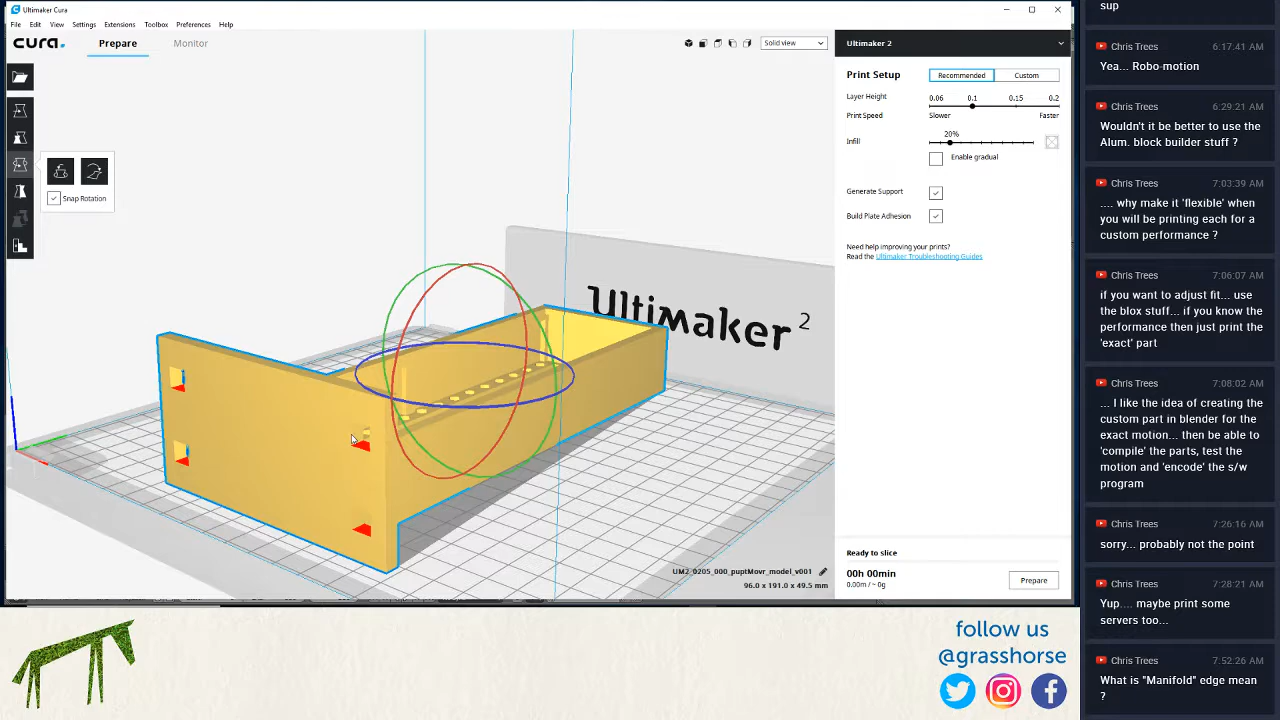 Ultimaker Cura
File Edit View Settings Extensions Toolbox Preferences Help
cura. Prepare Monitor
Solid view
Ultimaker 2
Print Setup Recommended Custom
Layer Height 0.06 0.1 0.15 0.2
Print Speed Slower Faster
Infill 20%
Enable gradual
Generate Support
Build Plate Adhesion
Need help improving your prints?
Read the Ultimaker Troubleshooting Guides
Snap Rotation
Ultimaker 2
Ready to slice
00h 00min
0.00m / ~ 0g
Prepare
UM2_0205_000_puptMovr_model_v001
96.0 x 191.0 x 49.5 mm
follow us
@grasshorse
sup
Chris Trees 6:17.41 AM
Yea... Robo-motion
Chris Trees 6:29:21 AM
Wouldn't it be better to use the
Alum. block builder stuff ?
Chris Trees 7:03:39 AM
.... why make it 'flexible' when
you will be printing each for a
custom performance ?
Chris Trees 7:06:07 AM
if you want to adjust fit... use
the blox stuff... if you know the
performance then just print the
'exact' part
Chris Trees 7:08:02 AM
... I like the idea of creating the
custom part in blender for the
exact motion... then be able to
'compile' the parts, test the
motion and 'encode' the s/w
program
Chris Trees 7:26:16 AM
sorry... probably not the point
Chris Trees 7:28:21 AM
Yup.... maybe print some
servers too...
Chris Trees 7:52:26 AM
What is "Manifold" edge mean
?